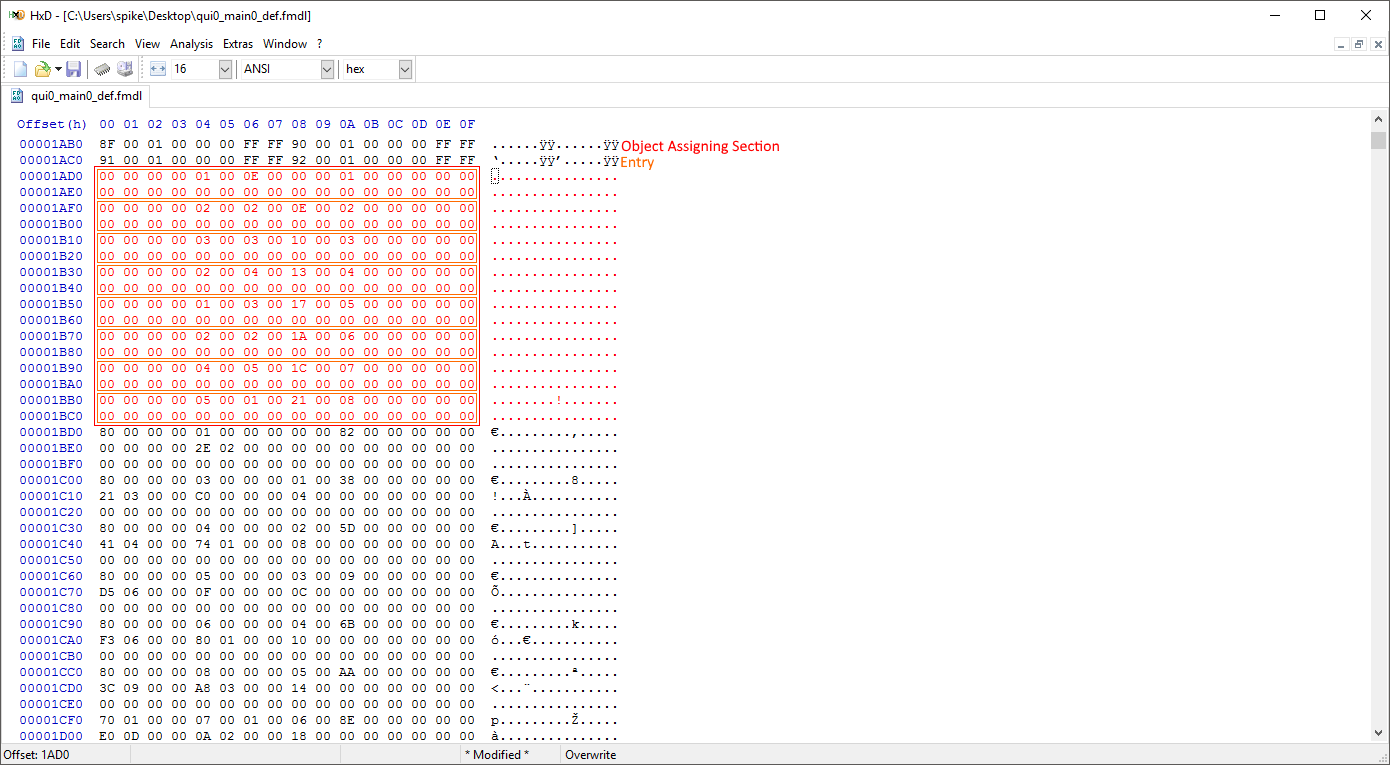 HxD - [C:\Users\spike\Desktop\qui0_main0_def.fmdl]
File Edit Search View Analysis Extras Window ?
16 ANSI hex
qui0_main0_def.fmdl
Offset(h) 00 01 02 03 04 05 06 07 08 09 0A 0B 0C 0D 0E 0F
00001AB0 8F 00 01 00 00 00 FF FF 90 00 01 00 00 00 FF FF ......ÿÿ......ÿÿ Object Assigning Section
00001AC0 91 00 01 00 00 00 FF FF 92 00 01 00 00 00 FF FF ‘.....ÿÿ’.....ÿÿ Entry
00001AD0 00 00 00 00 01 00 0E 00 00 00 01 00 00 00 00 00 ................
00001AE0 00 00 00 00 00 00 00 00 00 00 00 00 00 00 00 00 ................
00001AF0 00 00 00 00 02 00 02 00 0E 00 02 00 00 00 00 00 ................
00001B00 00 00 00 00 00 00 00 00 00 00 00 00 00 00 00 00 ................
00001B10 00 00 00 00 03 00 03 00 10 00 03 00 00 00 00 00 ................
00001B20 00 00 00 00 00 00 00 00 00 00 00 00 00 00 00 00 ................
00001B30 00 00 00 00 02 00 04 00 13 00 04 00 00 00 00 00 ................
00001B40 00 00 00 00 00 00 00 00 00 00 00 00 00 00 00 00 ................
00001B50 00 00 00 00 01 00 03 00 17 00 05 00 00 00 00 00 ................
00001B60 00 00 00 00 00 00 00 00 00 00 00 00 00 00 00 00 ................
00001B70 00 00 00 00 02 00 02 00 1A 00 06 00 00 00 00 00 ................
00001B80 00 00 00 00 00 00 00 00 00 00 00 00 00 00 00 00 ................
00001B90 00 00 00 00 04 00 05 00 1C 00 07 00 00 00 00 00 ................
00001BA0 00 00 00 00 00 00 00 00 00 00 00 00 00 00 00 00 ................
00001BB0 00 00 00 00 05 00 01 00 21 00 08 00 00 00 00 00 ........!.......
00001BC0 00 00 00 00 00 00 00 00 00 00 00 00 00 00 00 00 ................
00001BD0 80 00 00 00 01 00 00 00 00 00 82 00 00 00 00 00 €.........‚.....
00001BE0 00 00 00 00 2E 02 00 00 00 00 00 00 00 00 00 00 ................
00001BF0 00 00 00 00 00 00 00 00 00 00 00 00 00 00 00 00 ................
00001C00 80 00 00 00 03 00 00 00 01 00 38 00 00 00 00 00 €.........8.....
00001C10 21 03 00 00 C0 00 00 00 04 00 00 00 00 00 00 00 !...À...........
00001C20 00 00 00 00 00 00 00 00 00 00 00 00 00 00 00 00 ................
00001C30 80 00 00 00 04 00 00 00 02 00 5D 00 00 00 00 00 €.........].....
00001C40 41 04 00 00 74 01 00 00 08 00 00 00 00 00 00 00 A...t...........
00001C50 00 00 00 00 00 00 00 00 00 00 00 00 00 00 00 00 ................
00001C60 80 00 00 00 05 00 00 00 03 00 09 00 00 00 00 00 €...............
00001C70 D5 06 00 00 0F 00 00 00 0C 00 00 00 00 00 00 00 Õ...............
00001C80 00 00 00 00 00 00 00 00 00 00 00 00 00 00 00 00 ................
00001C90 80 00 00 00 06 00 00 00 04 00 6B 00 00 00 00 00 €.........k.....
00001CA0 F3 06 00 00 80 01 00 00 10 00 00 00 00 00 00 00 ó...€...........
00001CB0 00 00 00 00 00 00 00 00 00 00 00 00 00 00 00 00 ................
00001CC0 80 00 00 00 08 00 00 00 05 00 AA 00 00 00 00 00 €.........ª.....
00001CD0 3C 09 00 00 A8 03 00 00 14 00 00 00 00 00 00 00 <...¨...........
00001CE0 00 00 00 00 00 00 00 00 00 00 00 00 00 00 00 00 ................
00001CF0 70 01 00 00 07 00 01 00 06 00 8E 00 00 00 00 00 p.........Ž.....
00001D00 E0 0D 00 00 0A 02 00 00 18 00 00 00 00 00 00 00 à...............
Offset: 1AD0 * Modified * Overwrite